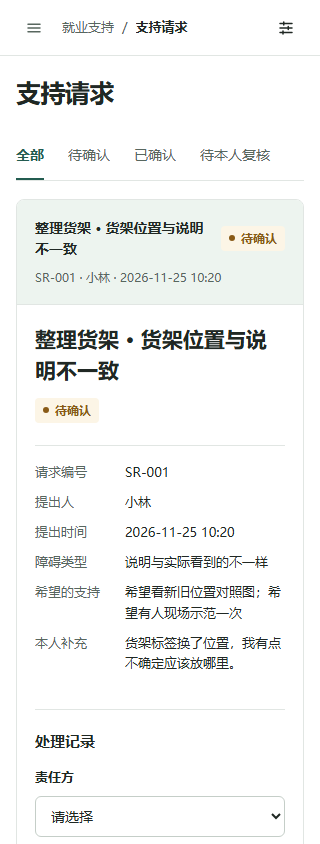 就业支持 / 支持请求
支持请求
全部 待确认 已确认 待本人复核
整理货架·货架位置与说明
不一致
待确认
SR-001 · 小林 · 2026-11-25 10:20
整理货架·货架位置与说
明不一致
待确认
请求编号 SR-001
提出人 小林
提出时间 2026-11-25 10:20
障碍类型 说明与实际看到的不一样
希望的支持 希望看新旧位置对照图；希
望有人现场示范一次
本人补充 货架标签换了位置，我有点
不确定应该放哪里。
处理记录
责任方
请选择